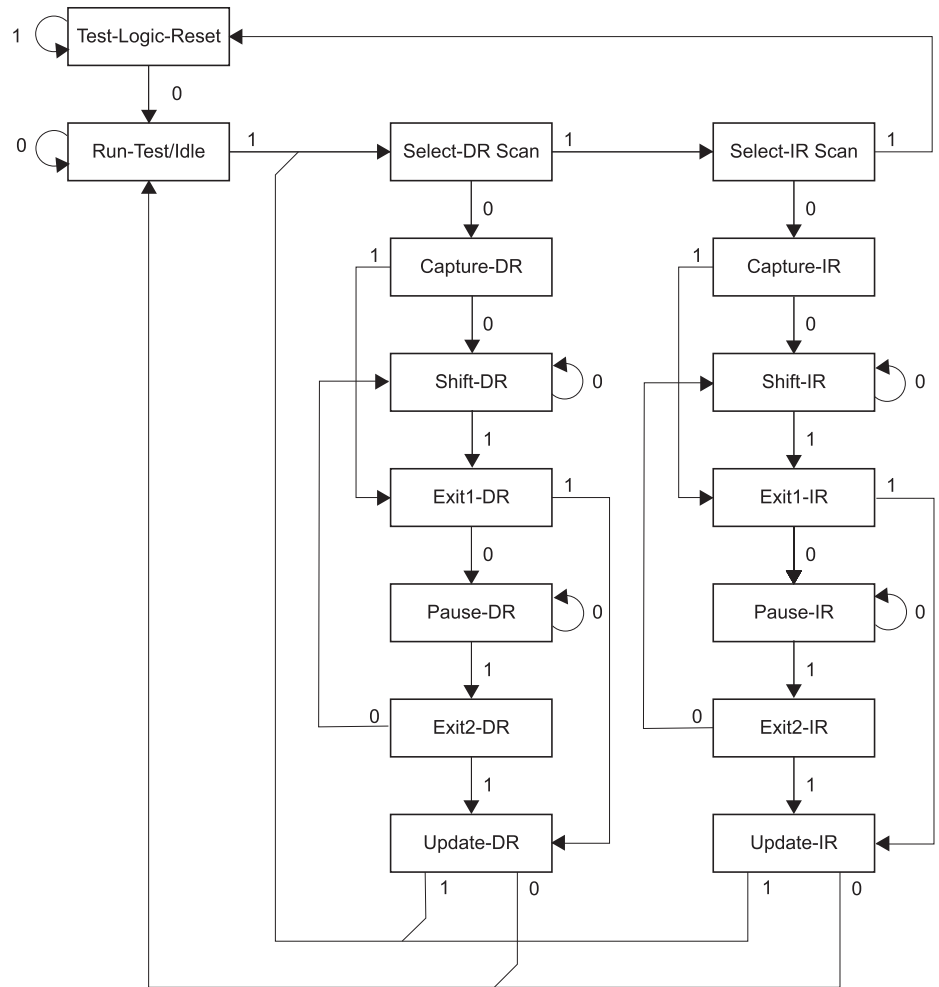 1
Test-Logic-Reset
0
0
Run-Test/Idle
1
Select-DR Scan
1
Select-IR Scan
1
0
0
1
Capture-DR
1
Capture-IR
0
0
Shift-DR
0
Shift-IR
0
1
1
Exit1-DR
1
Exit1-IR
1
0
0
Pause-DR
0
Pause-IR
0
1
1
0
Exit2-DR
0
Exit2-IR
1
1
Update-DR
Update-IR
1
0
1
0